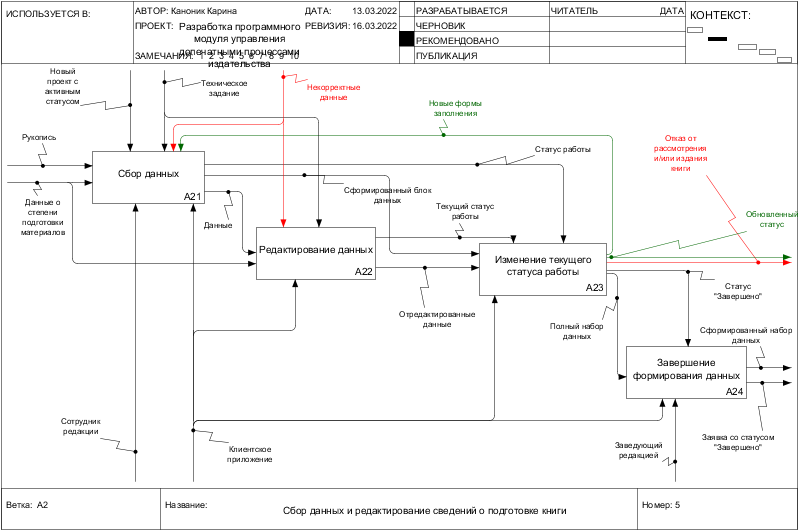 ИСПОЛЬЗУЕТСЯ В:
АВТОР: Каноник Карина
ДАТА: 13.03.2022
ПРОЕКТ: Разработка программного
модуля управления
допечатными процессами
издательства
РЕВИЗИЯ: 16.03.2022
ЗАМЕЧАНИЯ: 1 2 3 4 5 6 7 8 9 10
РАЗРАБАТЫВАЕТСЯ
ЧЕРНОВИК
РЕКОМЕНДОВАНО
ПУБЛИКАЦИЯ
ЧИТАТЕЛЬ
ДАТА
КОНТЕКСТ:
Новый
проект с
активным
статусом
Техническое
задание
Некорректные
данные
Новые формы
заполнения
Рукопись
Сбор данных
A21
Статус работы
Отказ от
рассмотрения
и/или издания
книги
Данные о
степени
подготовки
материалов
Данные
Сформированный блок
данных
Текущий статус
работы
Обновленный
статус
Редактирование данных
A22
Изменение текущего
статуса работы
A23
Отредактированные
данные
Полный набор
данных
Статус
"Завершено"
Сформированный набор
данных
Завершение
формирования данных
A24
Сотрудник
редакции
Клиентское
приложение
Заведующий
редакцией
Заявка со статусом
"Завершено"
Ветка: A2
Название:
Сбор данных и редактирование сведений о подготовке книги
Номер: 5